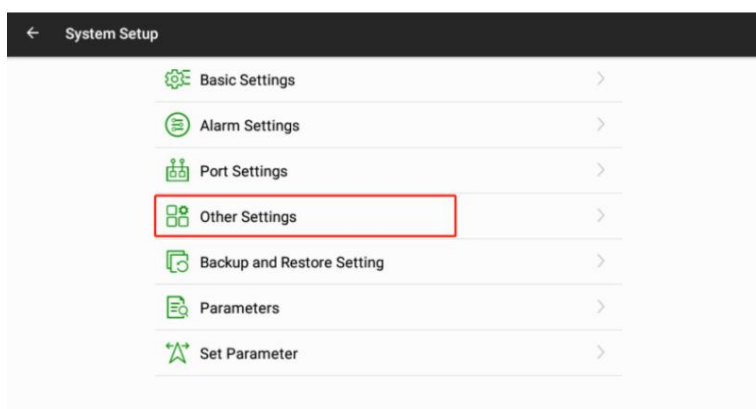 System Setup
Basic Settings
Alarm Settings
Port Settings
Other Settings
Backup and Restore Setting
Parameters
Set Parameter